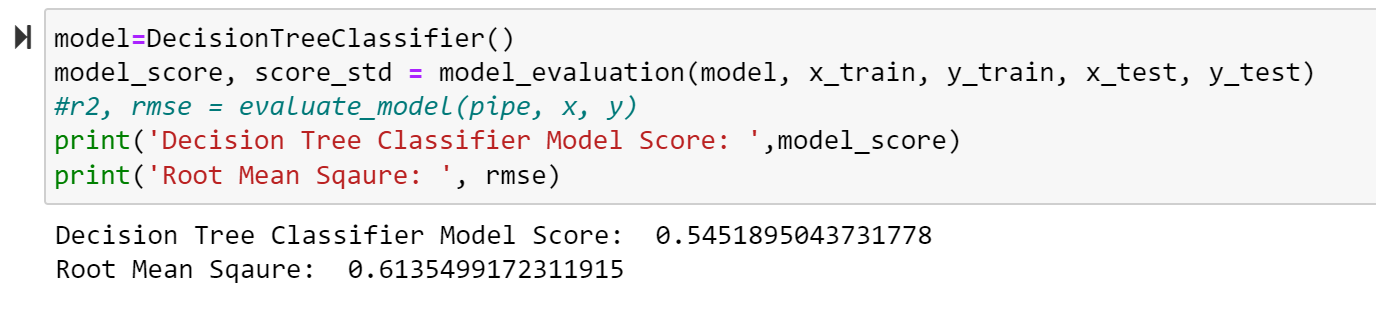 model=DecisionTreeClassifier()
model_score, score_std = model_evaluation(model, x_train, y_train, x_test, y_test)
#r2, rmse = evaluate_model(pipe, x, y)
print('Decision Tree Classifier Model Score: ',model_score)
print('Root Mean Sqaure: ', rmse)
Decision Tree Classifier Model Score:  0.5451895043731778
Root Mean Sqaure:  0.6135499172311915